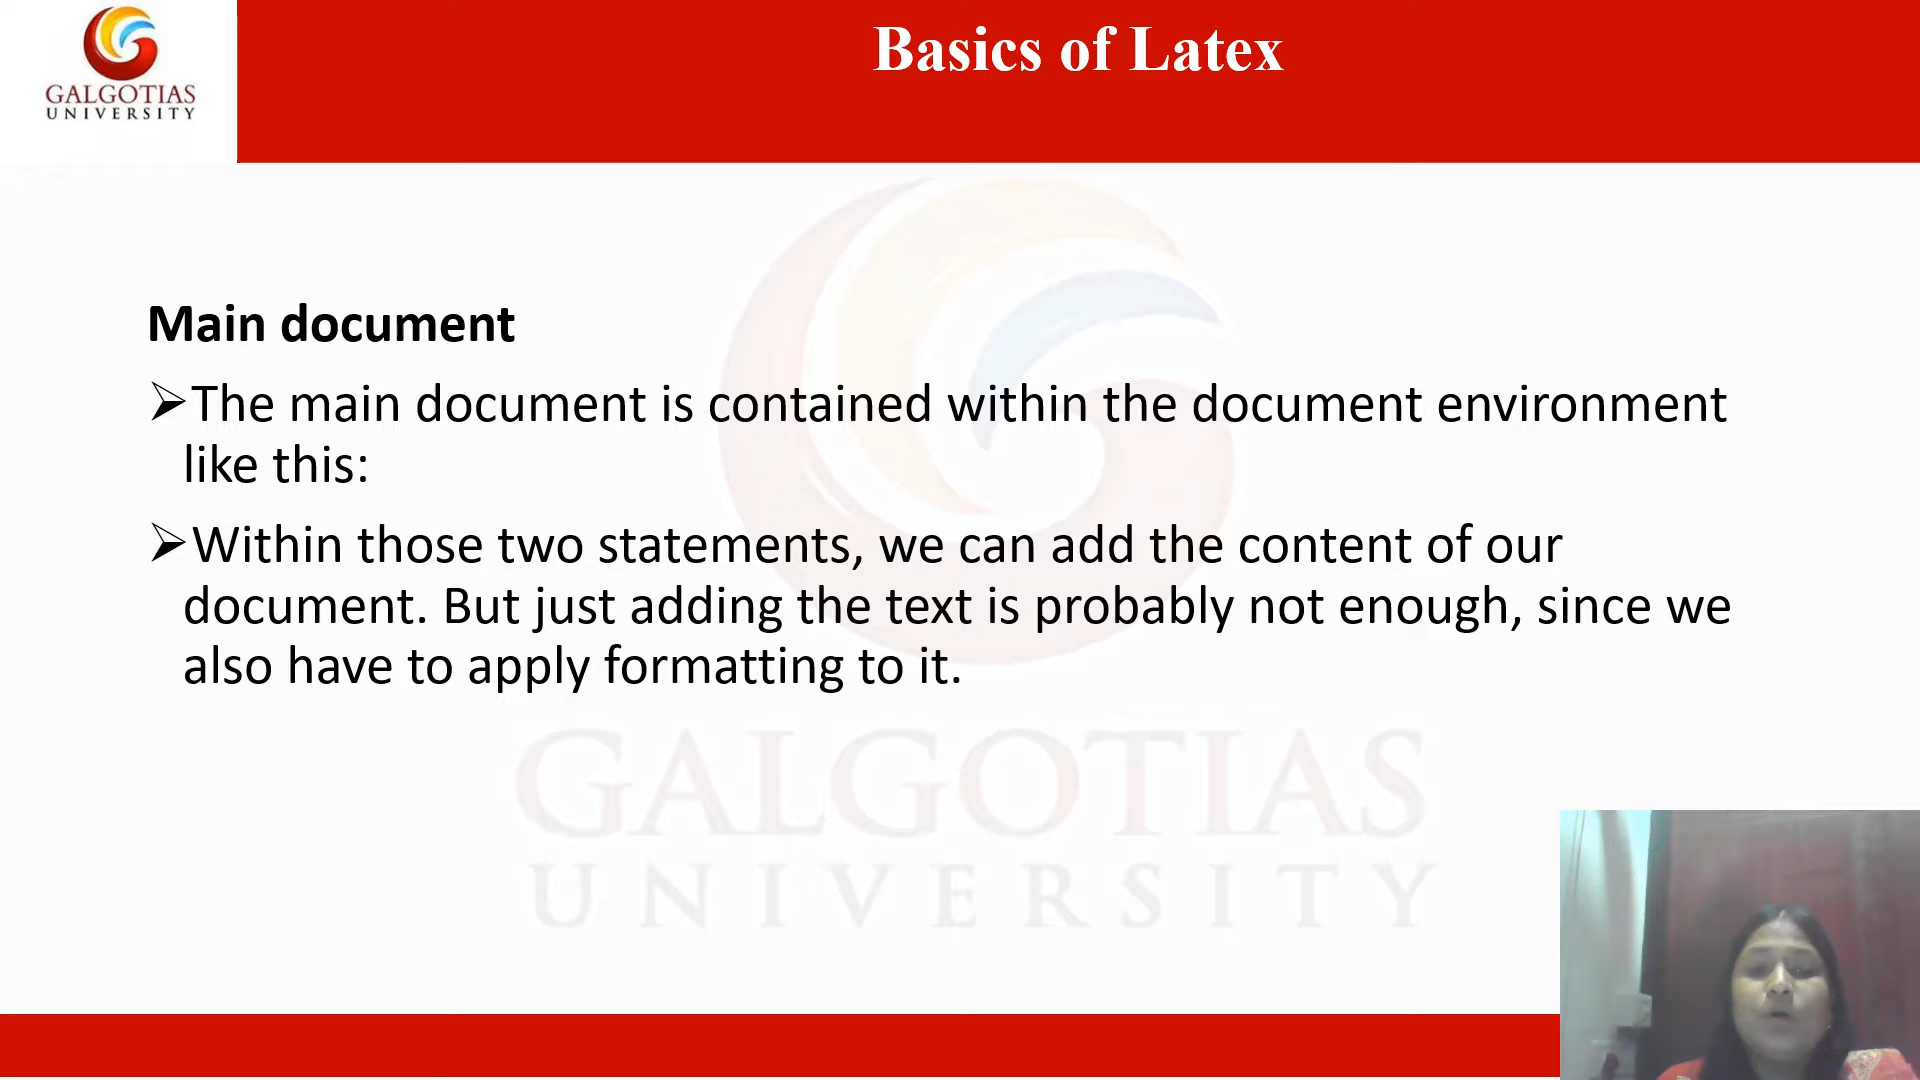 GALGOTIAS
UNIVERSITY
Basics of Latex
Main document
➢The main document is contained within the document environment
like this:
➢Within those two statements, we can add the content of our
document. But just adding the text is probably not enough, since we
also have to apply formatting to it.
GALGOTIAS
UNIVERSITY